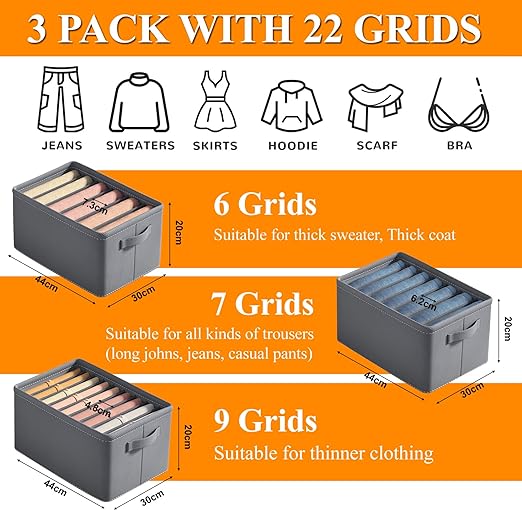 3 PACK WITH 22 GRIDS
JEANS SWEATERS SKIRTS HOODIE SCARF BRA
7.3cm
20cm
44cm
30cm
6 Grids
Suitable for thick sweater, Thick coat
7 Grids
Suitable for all kinds of trousers
(long johns, jeans, casual pants)
6.2cm
20cm
44cm
30cm
4.8cm
20cm
44cm
30cm
9 Grids
Suitable for thinner clothing